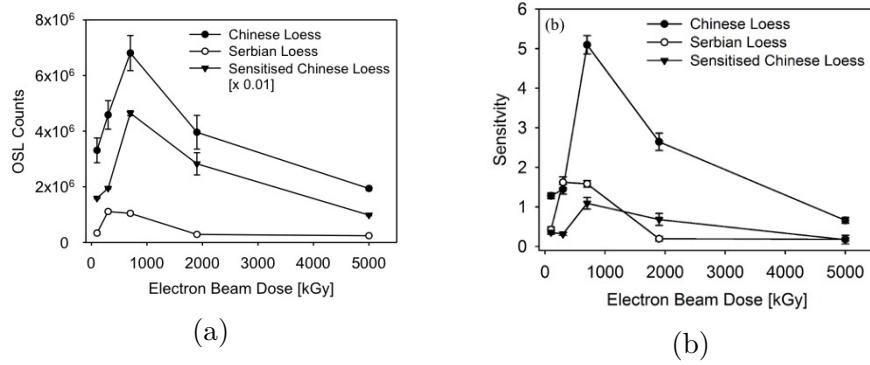 8x10⁶
6x10⁶
4x10⁶
2x10⁶
0
OSL Counts
Chinese Loess
Serbian Loess
Sensitised Chinese Loess
[x 0.01]
0 1000 2000 3000 4000 5000
Electron Beam Dose [kGy]
(a)
(b)
6
5
4
3
2
1
0
Sensitvity
Chinese Loess
Serbian Loess
Sensitised Chinese Loess
0 1000 2000 3000 4000 5000
Electron Beam Dose [kGy]
(b)